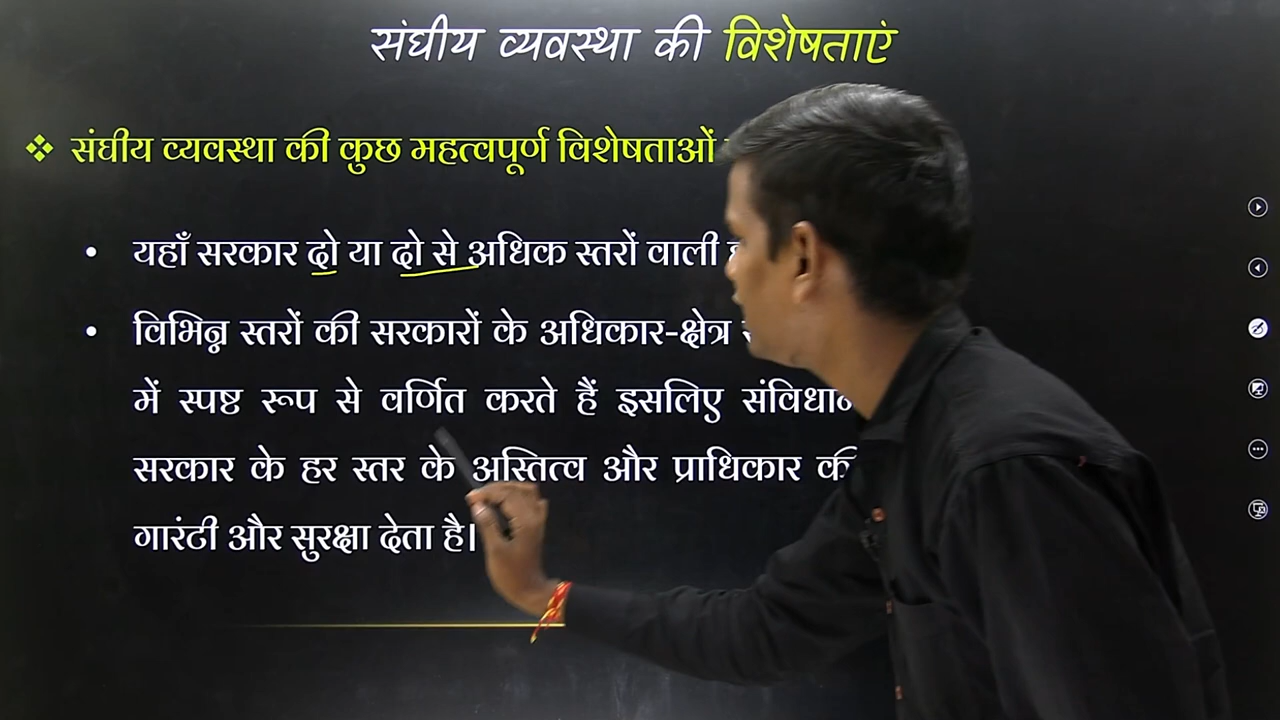 संघीय व्यवस्था की विशेषताएं
❖ संघीय व्यवस्था की कुछ महत्वपूर्ण विशेषताओं
• यहाँ सरकार दो या दो से अधिक स्तरों वाली
• विभिन्न स्तरों की सरकारों के अधिकार-क्षेत्र
में स्पष्ट रूप से वर्णित करते हैं इसलिए संविधान
सरकार के हर स्तर के अस्तित्व और प्राधिकार की
गारंटी और सुरक्षा देता है।